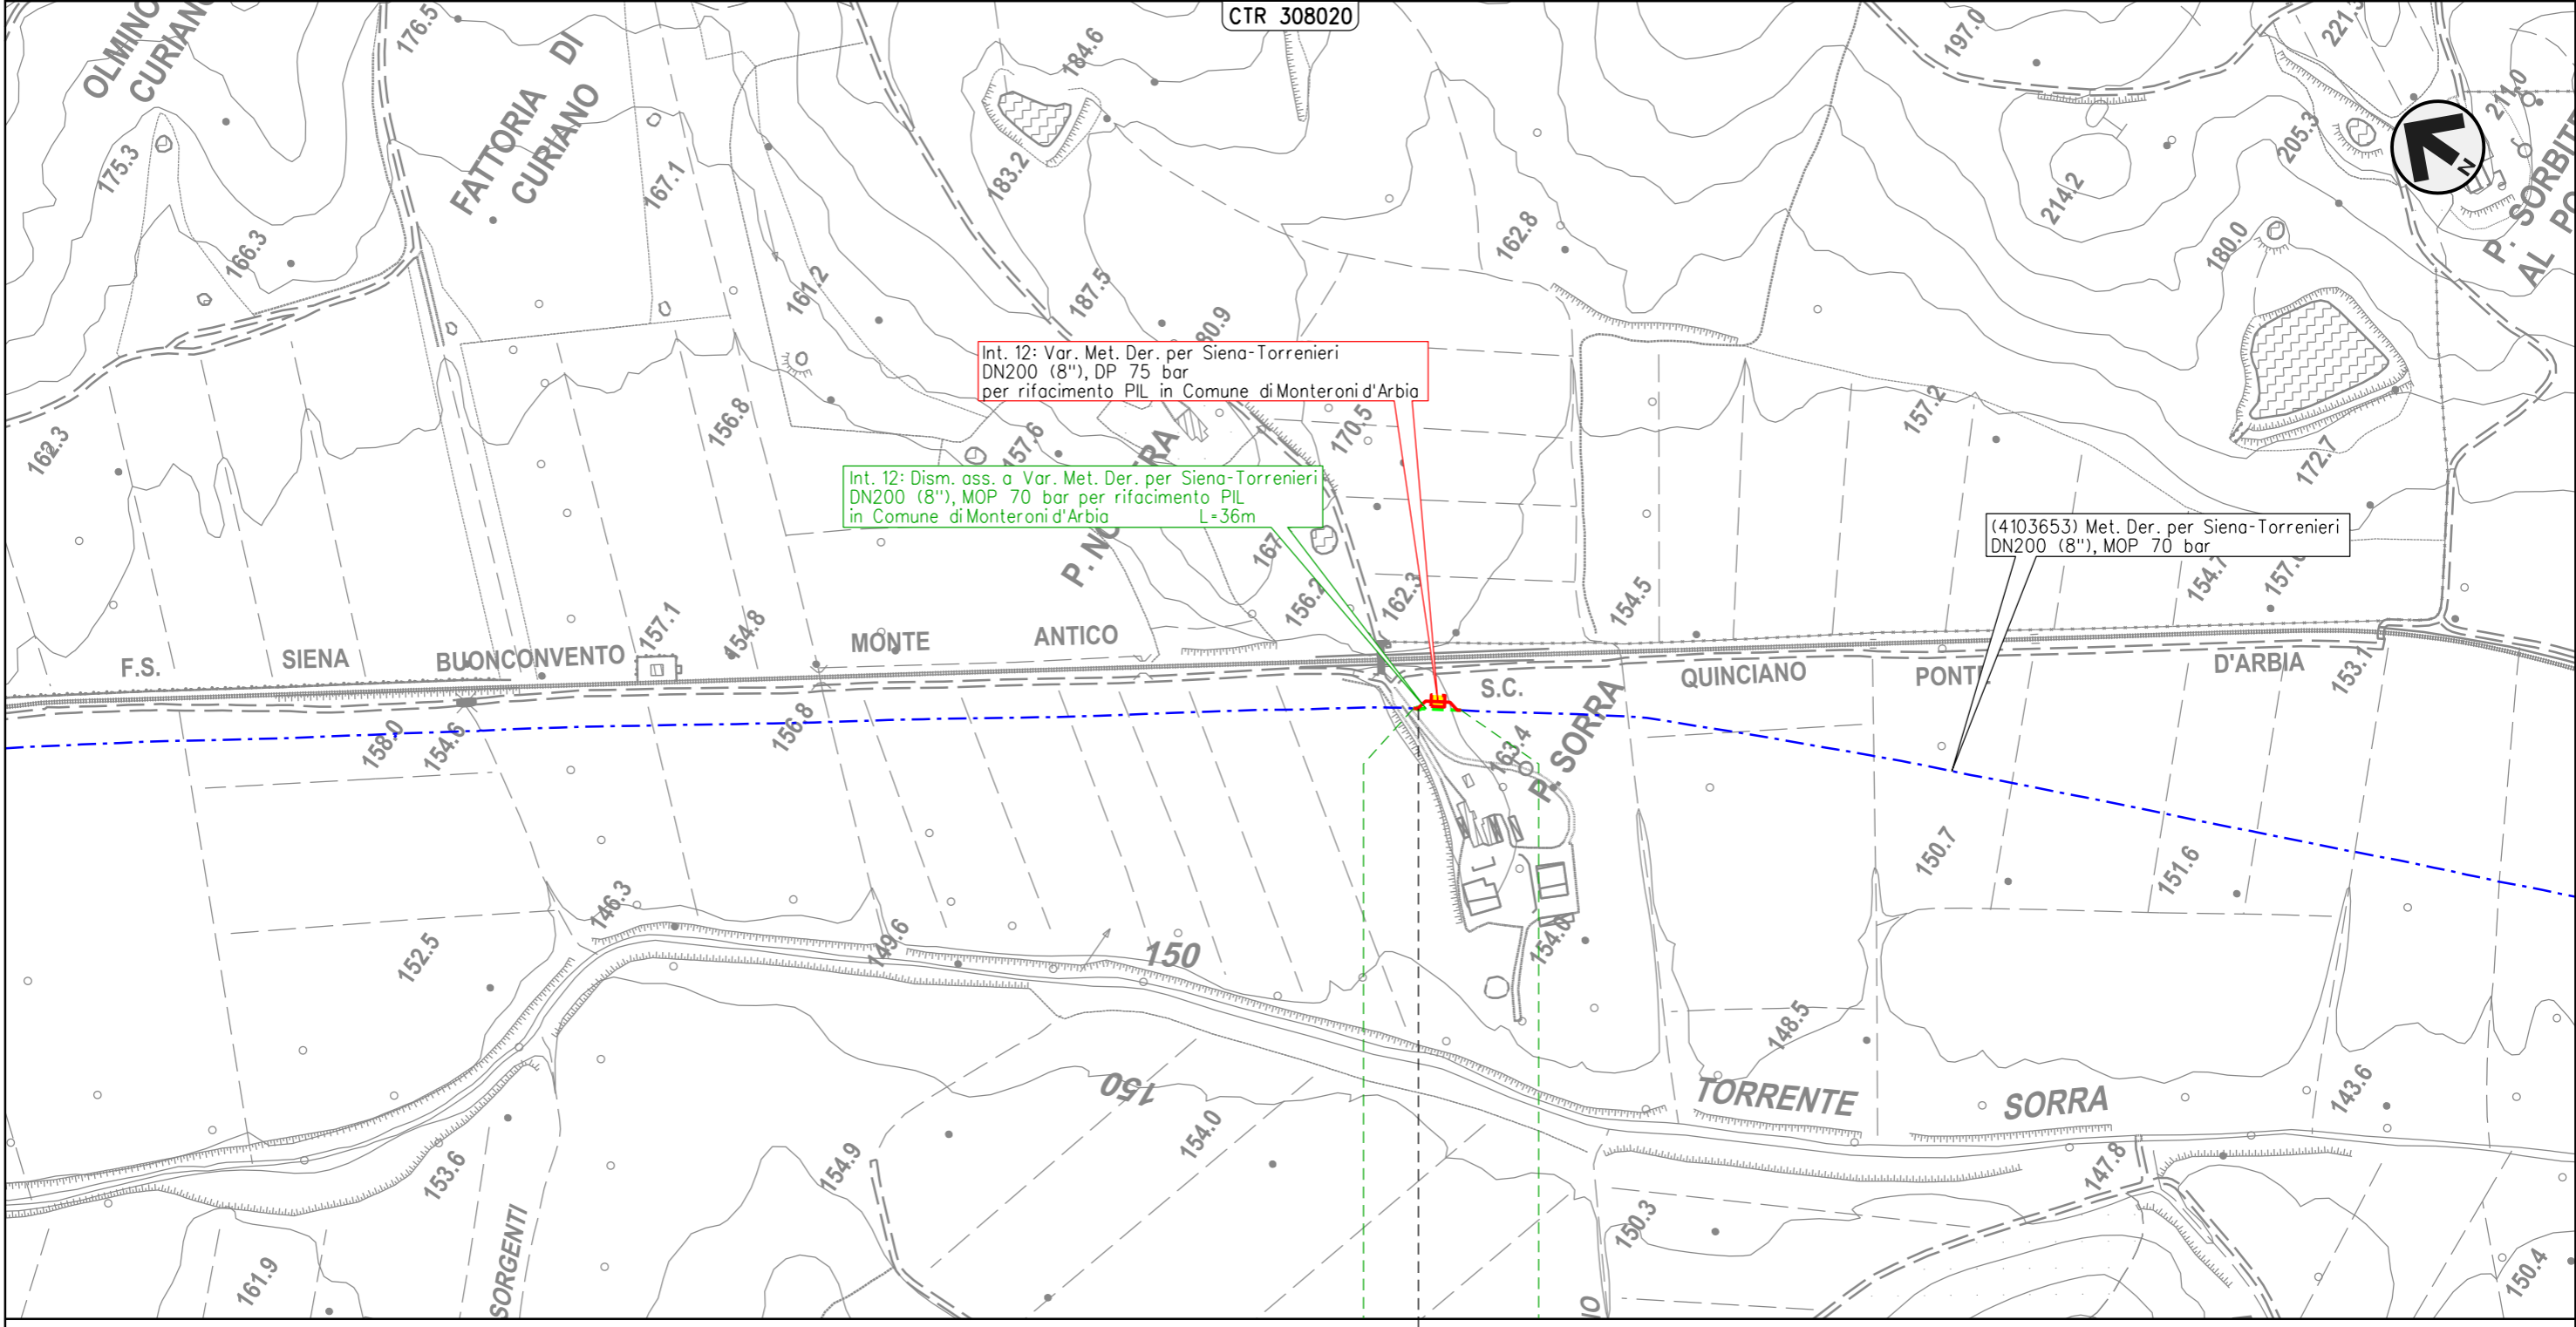 CTR 308020
OLMINO
CURIANO
176.5
FATTORIA DI
CURIANO
175.3
166.3
167.1
161.2
184.6
183.2
187.5
162.8
197.0
214.2
205.3
211.0
180.0
N
P. SORBITE
AL
Int. 12: Var. Met. Der. per Siena-Torrenieri
DN200 (8"), DP 75 bar
per rifacimento PIL in Comune di Monteroni d'Arbia
162.3
156.8
157.6
170.5
157.2
172.7
Int. 12: Dism. ass. a Var. Met. Der. per Siena-Torrenieri
DN200 (8"), MOP 70 bar per rifacimento PIL
in Comune di Monteroni d'Arbia L=36m
(4103653) Met. Der. per Siena-Torrenieri
DN200 (8"), MOP 70 bar
157.1
154.8
156.2
162.3
154.5
154.7
F.S. SIENA BUONCONVENTO MONTE ANTICO
S.C. QUINCIANO D'ARBIA
153.1
158.0
154.6
156.8
163.4
P. SORRA
150.7
151.6
146.3
149.6
152.5
150
150
148.5
TORRENTE SORRA
143.6
153.6
154.9
154.0
147.8
150.3
161.9
SORGENTI
150.4